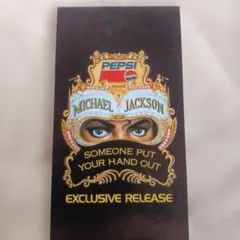 PEPSI
MICHAEL JACKSON
SOMEONE PUT
YOUR HAND OUT
EXCLUSIVE RELEASE